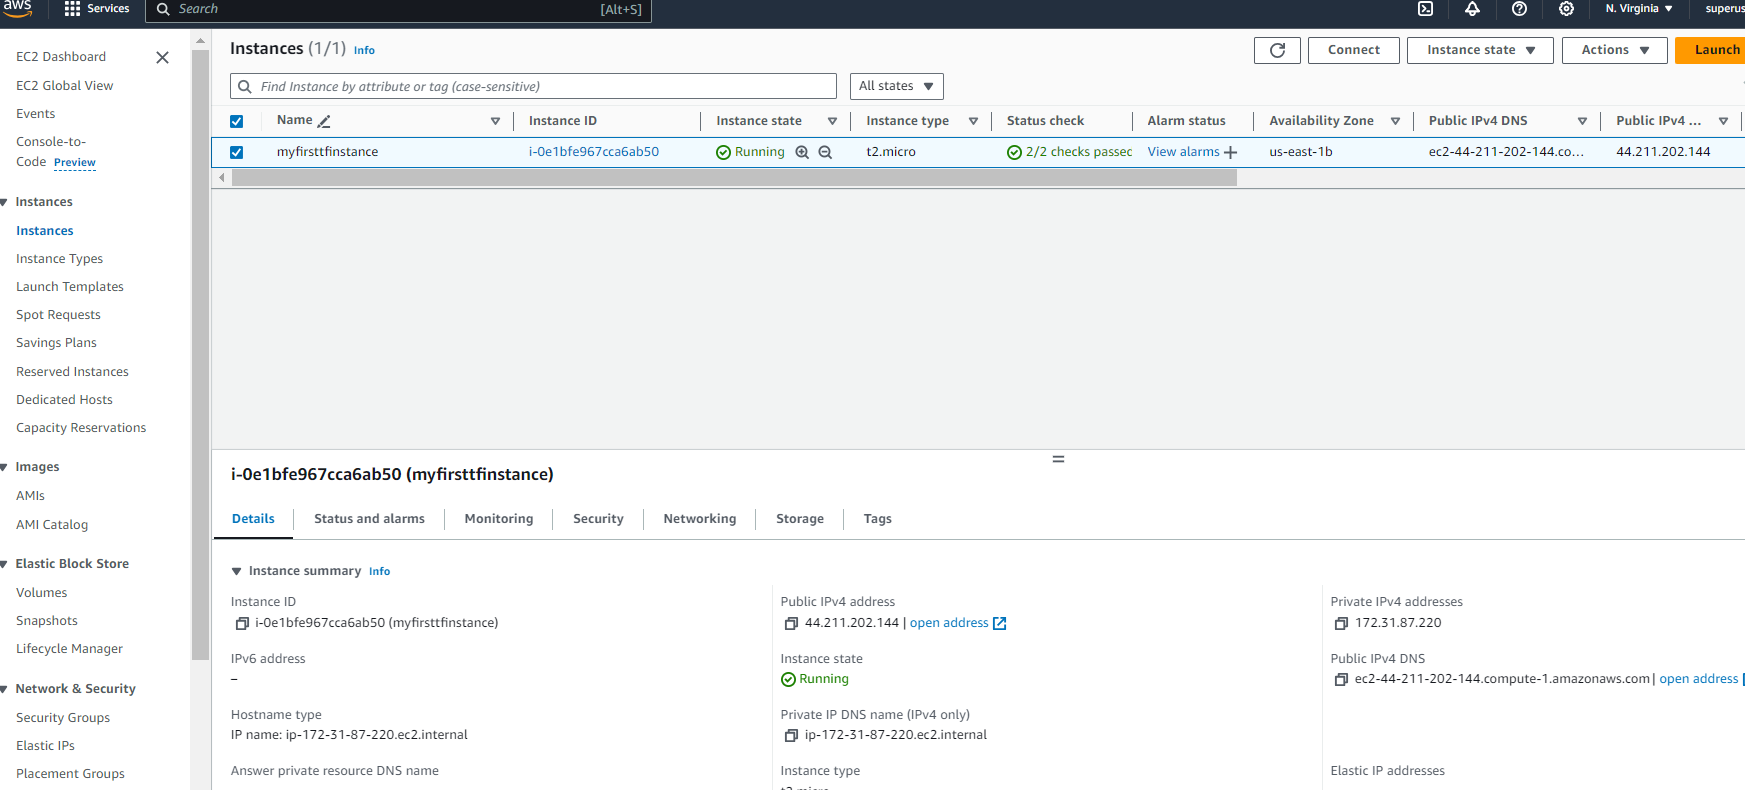 aws
Services
Search
[Alt+S]
N. Virginia
superus
EC2 Dashboard
EC2 Global View
Events
Console-to-
Code Preview
Instances
Instances
Instance Types
Launch Templates
Spot Requests
Savings Plans
Reserved Instances
Dedicated Hosts
Capacity Reservations
Images
AMIs
AMI Catalog
Elastic Block Store
Volumes
Snapshots
Lifecycle Manager
Network & Security
Security Groups
Elastic IPs
Placement Groups
Instances (1/1) Info
Connect
Instance state
Actions
Launch
Find Instance by attribute or tag (case-sensitive)
All states
Name Instance ID Instance state Instance type Status check Alarm status Availability Zone Public IPv4 DNS Public IPv4 ...
myfirsttfinstance i-0e1bfe967cca6ab50 Running t2.micro 2/2 checks passec View alarms + us-east-1b ec2-44-211-202-144.co... 44.211.202.144
i-0e1bfe967cca6ab50 (myfirsttfinstance)
Details Status and alarms Monitoring Security Networking Storage Tags
Instance summary Info
Instance ID
i-0e1bfe967cca6ab50 (myfirsttfinstance)
Public IPv4 address
44.211.202.144 | open address
Private IPv4 addresses
172.31.87.220
IPv6 address
–
Instance state
Running
Public IPv4 DNS
ec2-44-211-202-144.compute-1.amazonaws.com | open address
Hostname type
IP name: ip-172-31-87-220.ec2.internal
Private IP DNS name (IPv4 only)
ip-172-31-87-220.ec2.internal
Answer private resource DNS name
Instance type
t2.micro
Elastic IP addresses